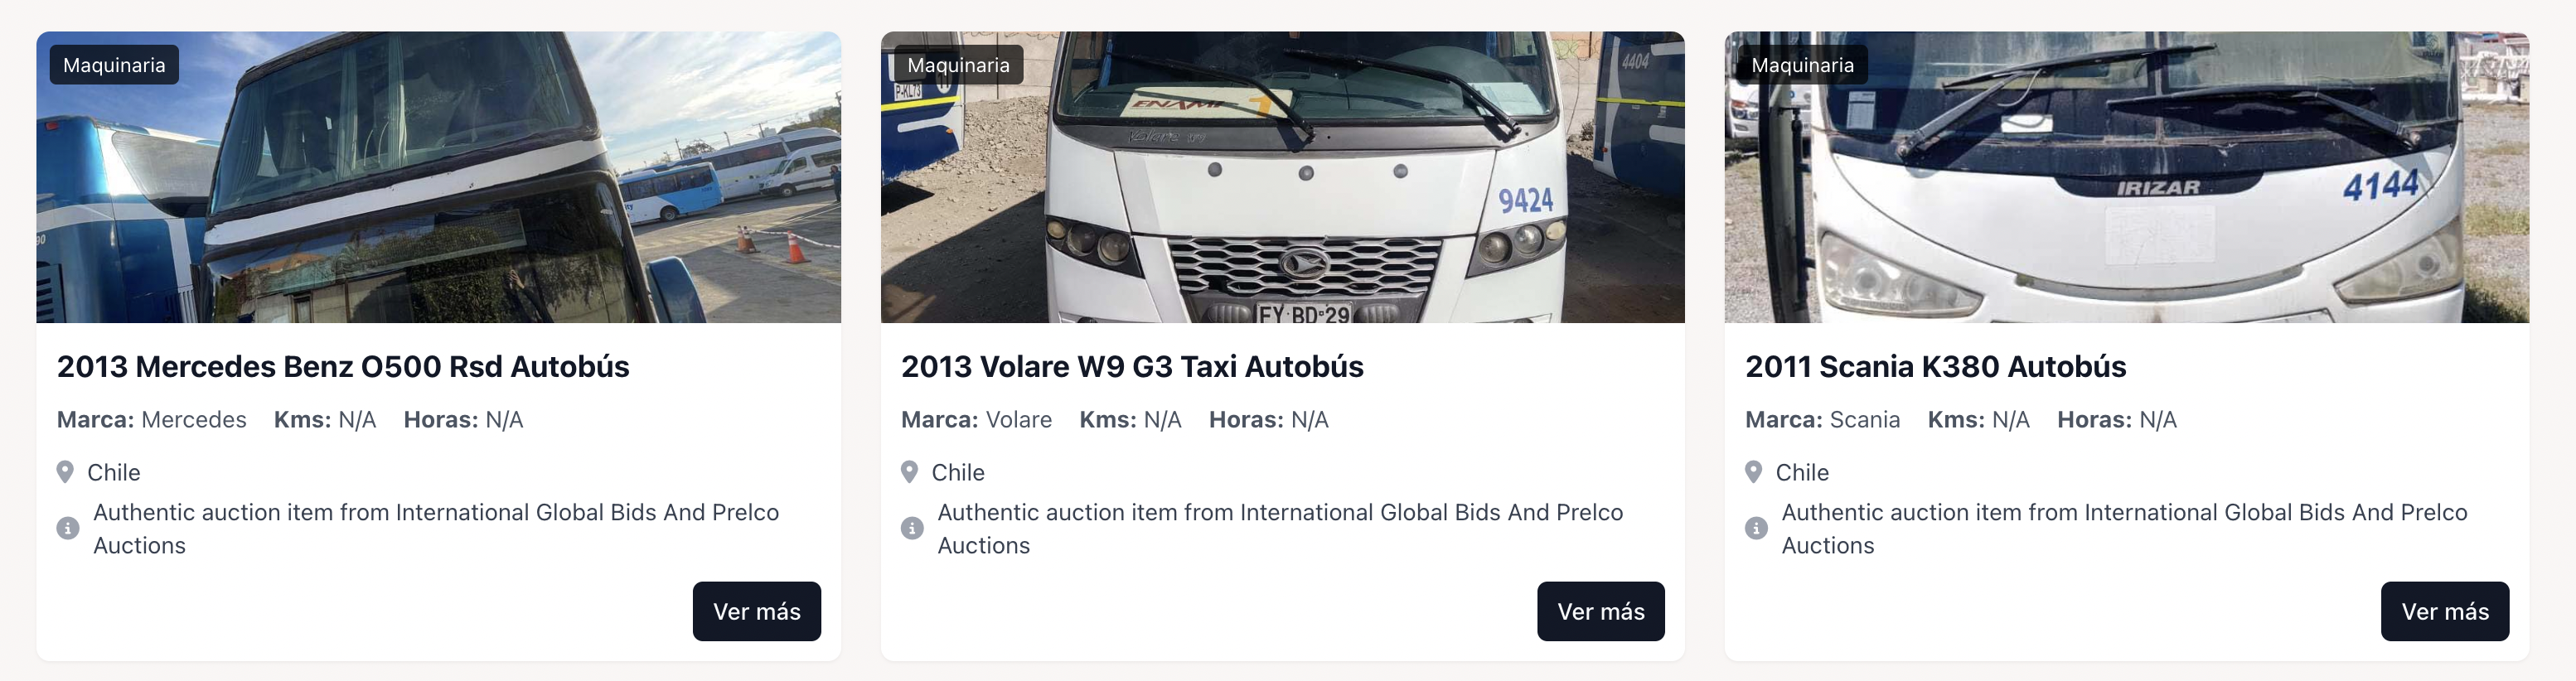 Maquinaria
2013 Mercedes Benz O500 Rsd Autobús
Marca: Mercedes Kms: N/A Horas: N/A
Chile
Authentic auction item from International Global Bids And Prelco
Auctions
Ver más
Maquinaria
P·KL73
4404
ENAMI
9424
FY·BD·29
2013 Volare W9 G3 Taxi Autobús
Marca: Volare Kms: N/A Horas: N/A
Chile
Authentic auction item from International Global Bids And Prelco
Auctions
Ver más
Maquinaria
IRIZAR
4144
2011 Scania K380 Autobús
Marca: Scania Kms: N/A Horas: N/A
Chile
Authentic auction item from International Global Bids And Prelco
Auctions
Ver más